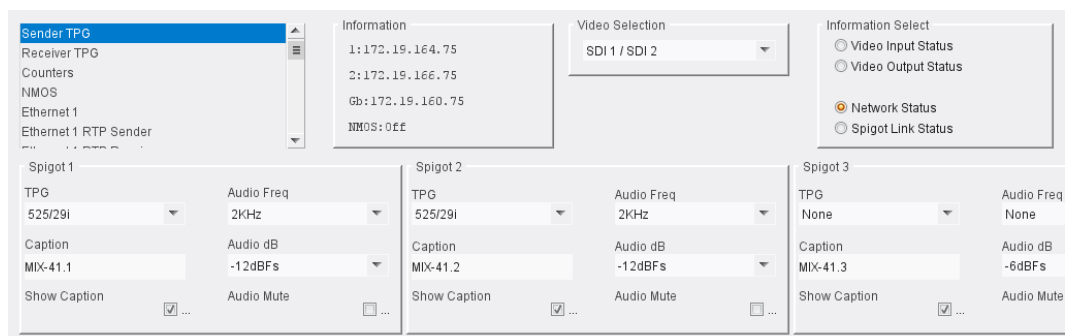 Sender TPG
Receiver TPG
Counters
NMOS
Ethernet 1
Ethernet 1 RTP Sender
Information
1:172.19.164.75
2:172.19.166.75
Gb:172.19.160.75
NMOS:Off
Video Selection
SDI 1 / SDI 2
Information Select
Video Input Status
Video Output Status
Network Status
Spigot Link Status
Spigot 1
TPG
Audio Freq
525/29i
2KHz
Caption
Audio dB
MIX-41.1
-12dBFs
Show Caption
...
Audio Mute
...
Spigot 2
TPG
Audio Freq
525/29i
2KHz
Caption
Audio dB
MIX-41.2
-12dBFs
Show Caption
...
Audio Mute
...
Spigot 3
TPG
Audio Freq
None
None
Caption
Audio dB
MIX-41.3
-6dBFs
Show Caption
...
Audio Mute